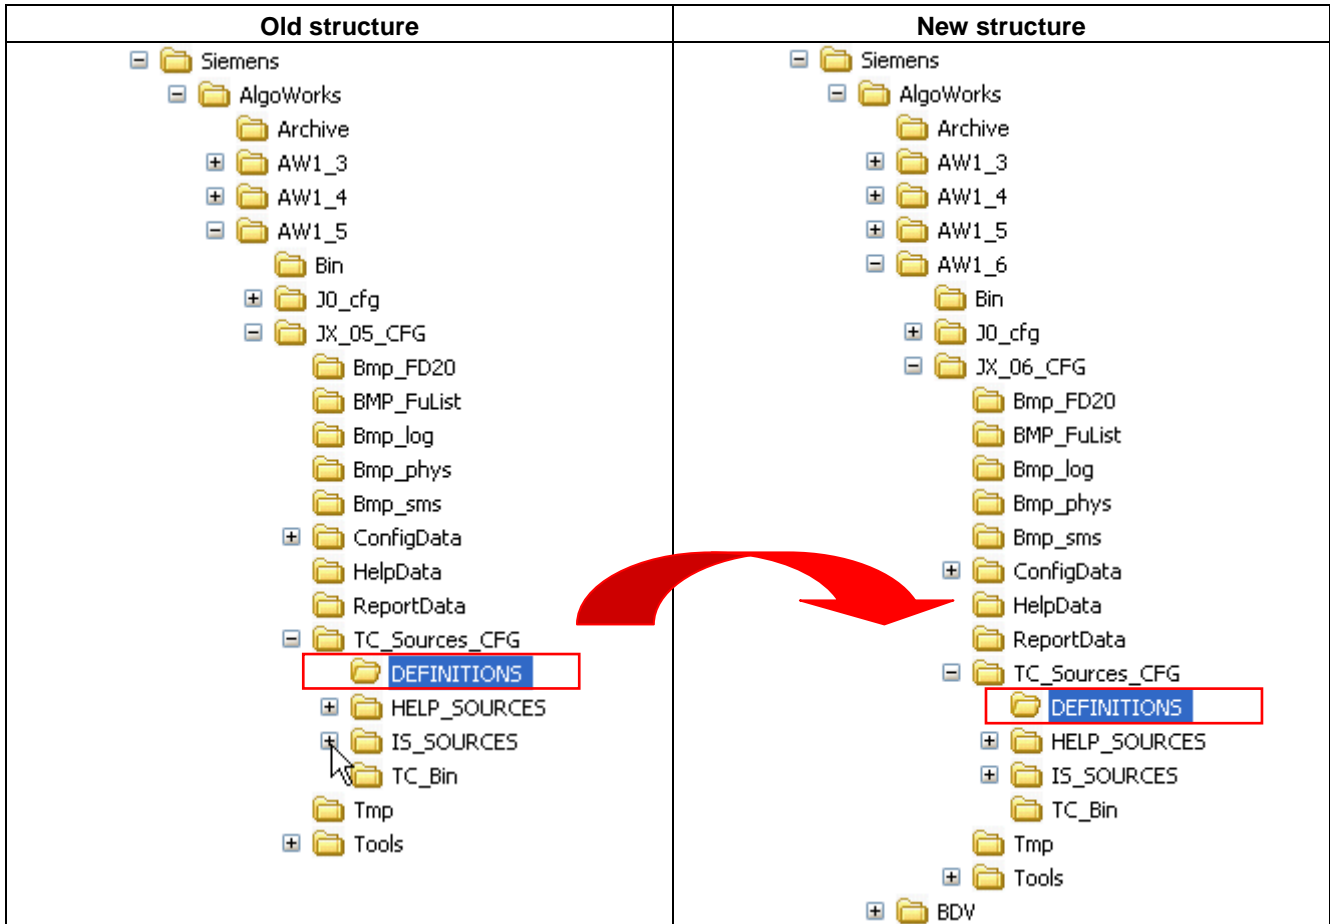 Old structure
Siemens
AlgoWorks
Archive
AW1_3
AW1_4
AW1_5
Bin
J0_cfg
JX_05_CFG
Bmp_FD20
BMP_FuList
Bmp_log
Bmp_phys
Bmp_sms
ConfigData
HelpData
ReportData
TC_Sources_CFG
DEFINITIONS
HELP_SOURCES
IS_SOURCES
TC_Bin
Tmp
Tools
New structure
Siemens
AlgoWorks
Archive
AW1_3
AW1_4
AW1_5
AW1_6
Bin
J0_cfg
JX_06_CFG
Bmp_FD20
BMP_FuList
Bmp_log
Bmp_phys
Bmp_sms
ConfigData
HelpData
ReportData
TC_Sources_CFG
DEFINITIONS
HELP_SOURCES
IS_SOURCES
TC_Bin
Tmp
Tools
BDV